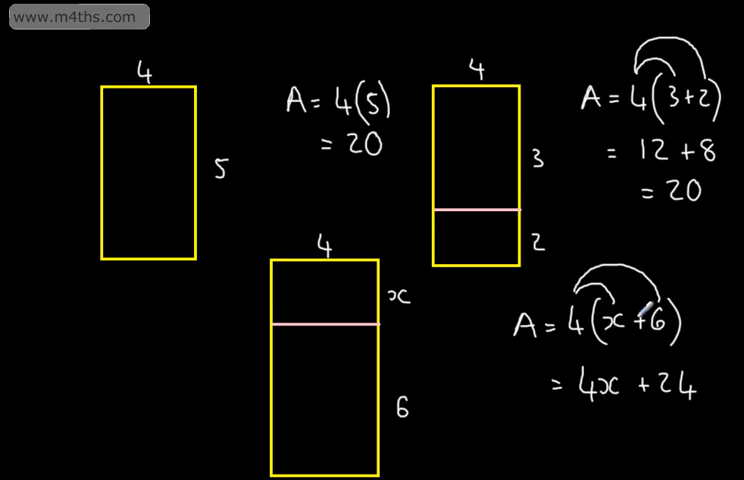 www.m4ths.com
4
5
A = 4(5)
= 20
4
3
2
A = 4(3+2)
= 12 + 8
= 20
4
x
6
A = 4(x + 6)
= 4x + 24